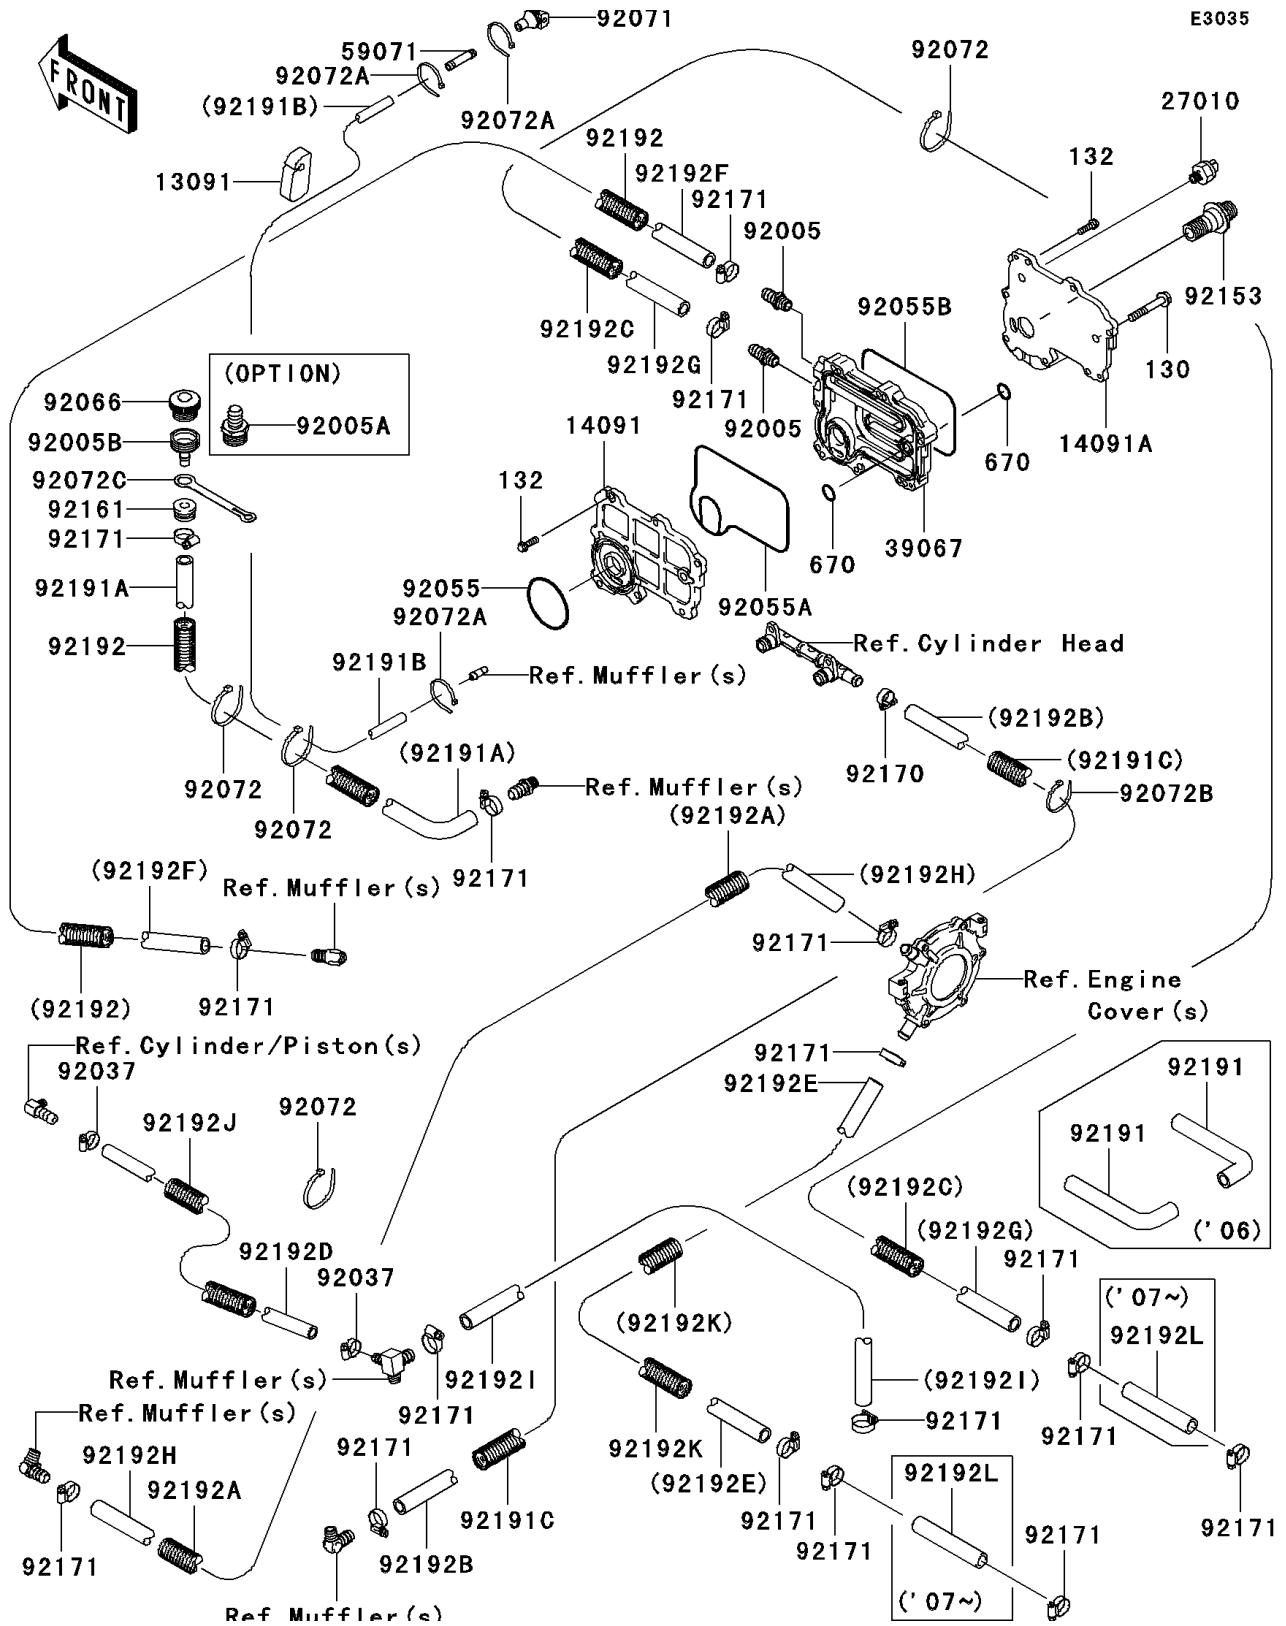 E3035
FRONT
92071
59071
92072A
(92191B)
92072A
92072
27010
132
13091
92192
92192F
92171
92005
92192C
92192G
92171
92005
92055B
92153
130
14091A
670
(OPTION)
92005A
92066
92005B
92072C
92161
92171
92191A
92192
14091
132
39067
670
92055A
92055
92072A
92191B
Ref.Muffler(s)
Ref.Cylinder Head
(92192B)
(92191C)
92170
92072B
(92191A)
92072
92072
Ref.Muffler(s)
92171
(92192A)
(92192H)
92171
(92192F)
Ref.Muffler(s)
92171
(92192)
Ref.Engine
Cover(s)
Ref.Cylinder/Piston(s)
92037
92192J
92072
92171
92192E
92191
92191
('06)
92192D
92037
(92192C)
(92192G)
92171
('07~)
92192L
92171
92171
(92192K)
92192I
92171
Ref.Muffler(s)
Ref.Muffler(s)
(92192I)
92171
92192H
92192A
92171
92171
92191C
92192B
Ref.Muffler(s)
92192K
(92192E)
92171
92171
92192L
('07~)
92171